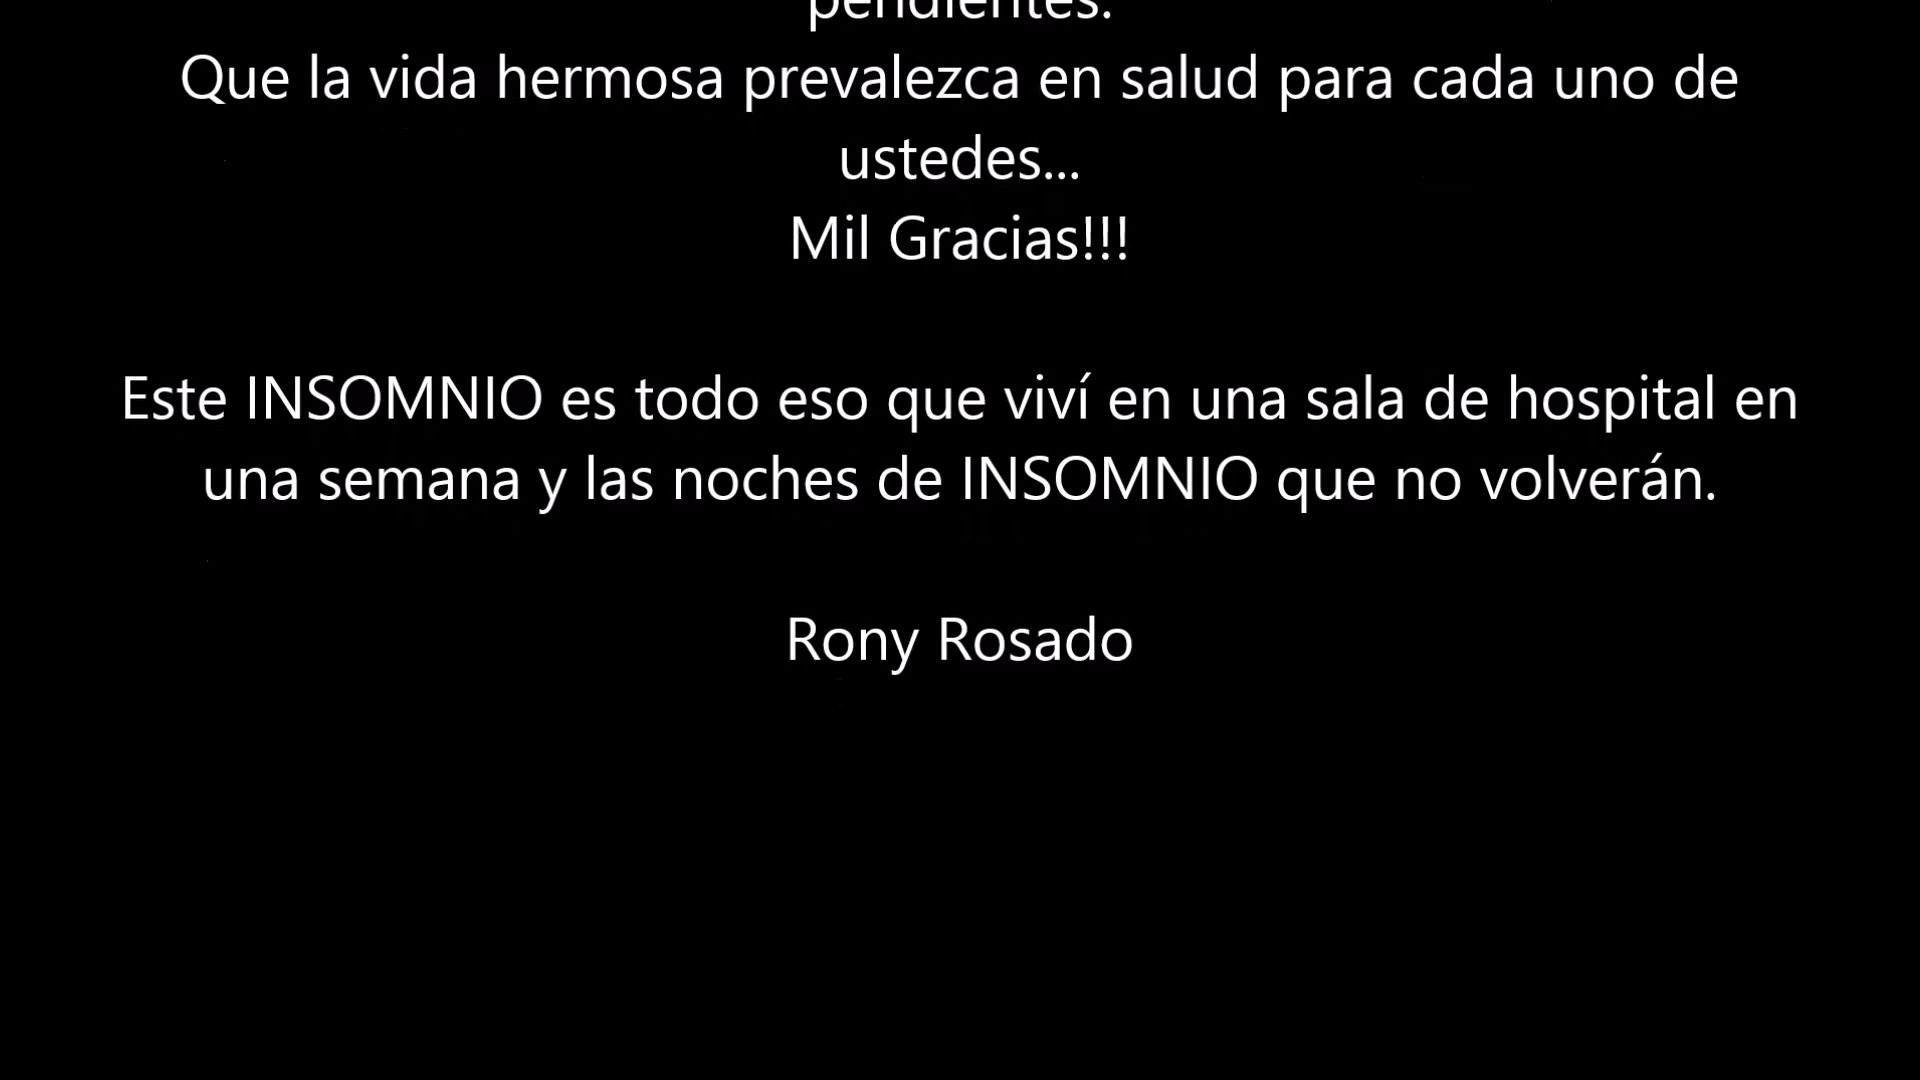 pendientes.
Que la vida hermosa prevalezca en salud para cada uno de
ustedes...
Mil Gracias!!!
Este INSOMNIO es todo eso que viví en una sala de hospital en
una semana y las noches de INSOMNIO que no volverán.
Rony Rosado